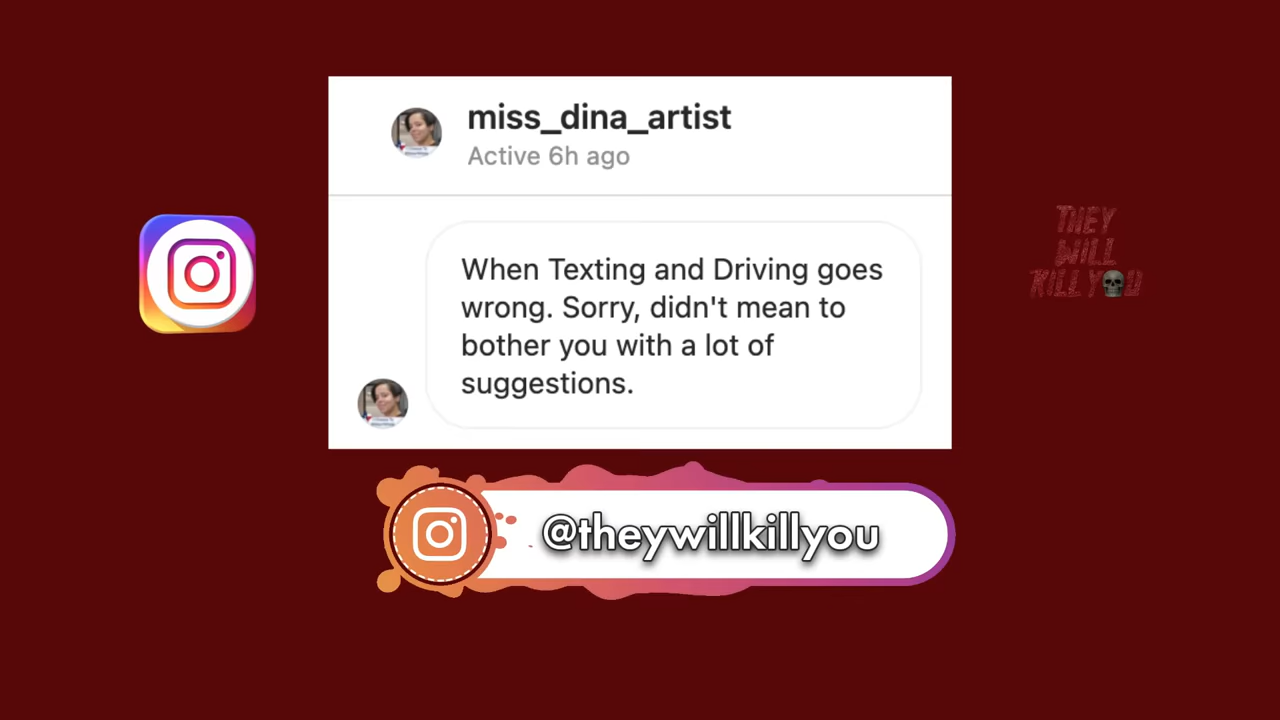 miss_dina_artist
Active 6h ago
When Texting and Driving goes
wrong. Sorry, didn't mean to
bother you with a lot of
suggestions.
THEY
WILL
KILL YOU
@theywillkillyou